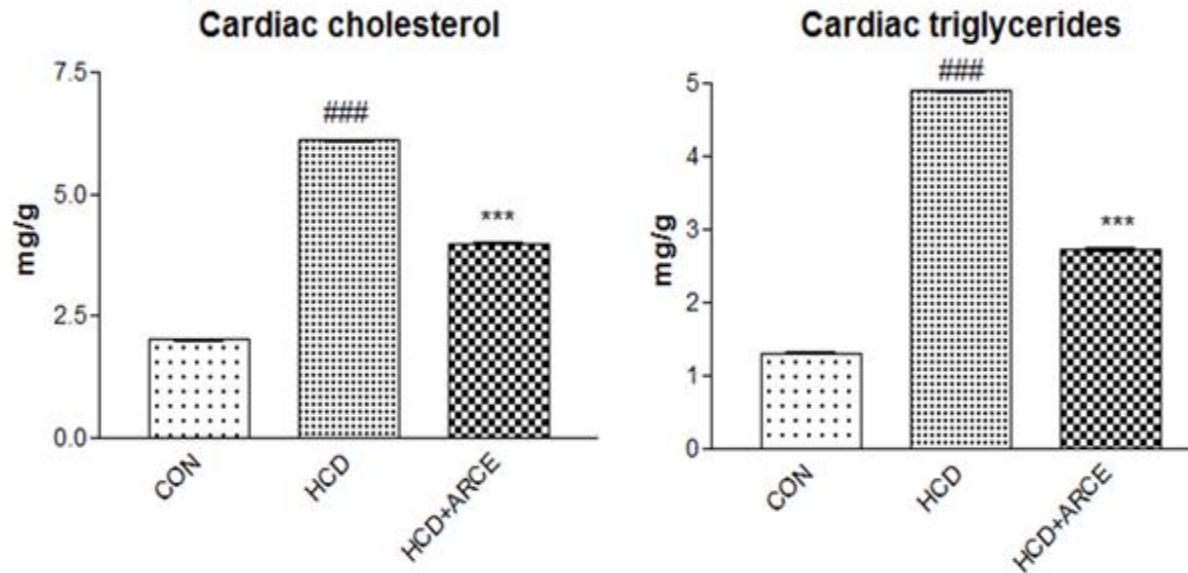 Cardiac cholesterol
7.5
5.0
2.5
0.0
mg/g
###
***
CON
HCD
HCD+ARCE
Cardiac triglycerides
5
4
3
2
1
0
mg/g
###
***
CON
HCD
HCD+ARCE